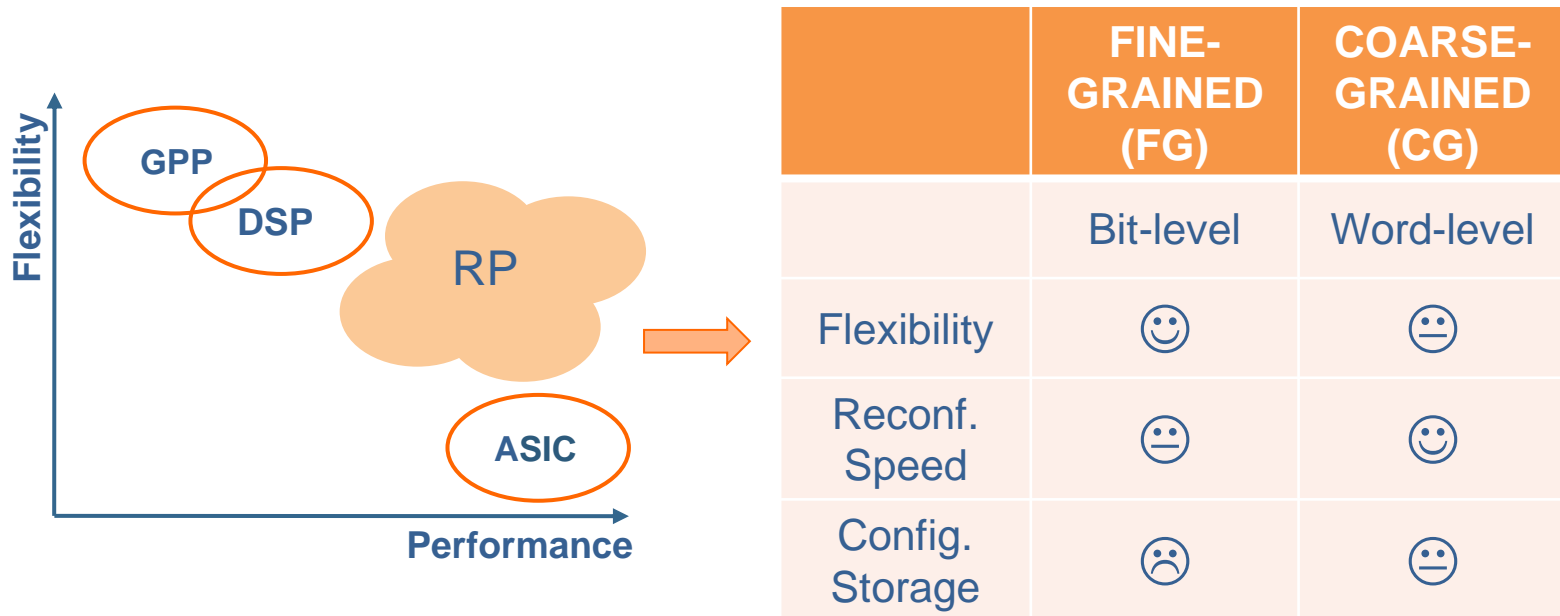 Flexibility
GPP
DSP
RP
ASIC
Performance
FINE-
GRAINED
(FG)
COARSE-
GRAINED
(CG)
Bit-level
Word-level
Flexibility
Reconf.
Speed
Config.
Storage